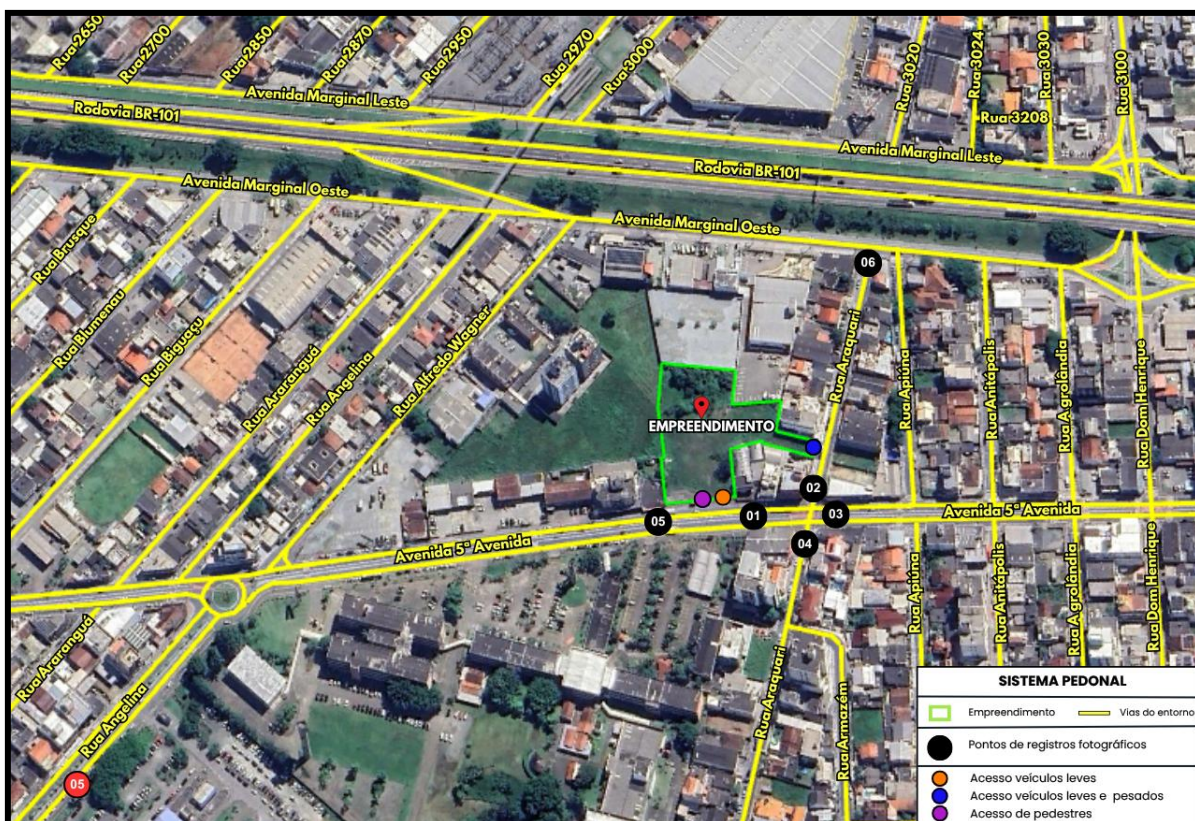 Rua 2650
Rua 2700
Rua 2850
Rua 2870
Rua 2950
Rua 2970
Rua 3000
Rua 3020
Rua 3024
Rua 3030
Rua 3100
Rua 3208
Avenida Marginal Leste
Rodovia BR-101
Avenida Marginal Leste
Rodovia BR-101
Avenida Marginal Oeste
Avenida Marginal Oeste
Rua Brusque
Rua Blumenau
Rua Biguaçu
Rua Araranguá
Rua Angelina
Rua Alfredo Wagner
06
Rua Araquari
Rua Apiúna
Rua Anitápolis
Rua A grolândia
Rua Dom Henrique
EMPREENDIMENTO
02
01
03
05
04
Avenida 5ª Avenida
Avenida 5ª Avenida
Rua Araranguá
Rua Angelina
05
Rua Araquari
Rua Armazém
Rua Apiúna
Rua Anitápolis
Rua A grolândia
Rua Dom Henrique
SISTEMA PEDONAL
Empreendimento
Vias do entorno
Pontos de registros fotográficos
Acesso veículos leves
Acesso veículos leves e pesados
Acesso de pedestres